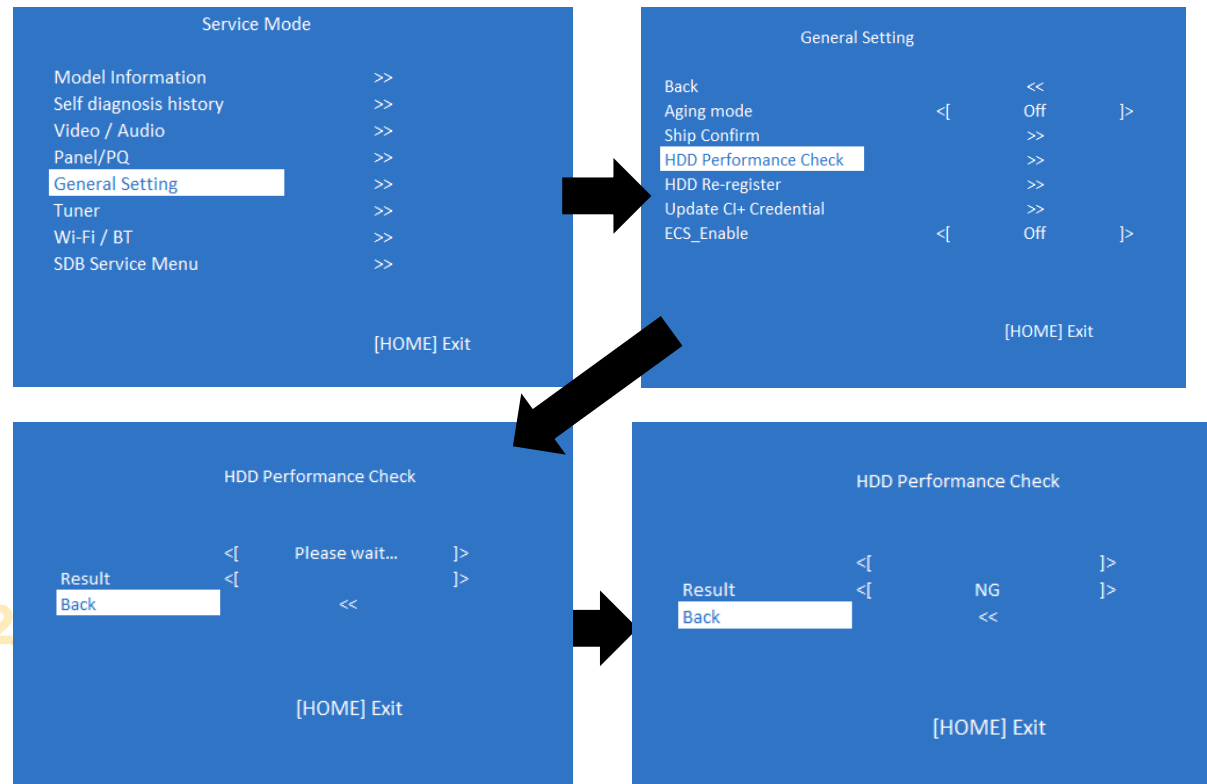 Service Mode
Model Information >>
Self diagnosis history >>
Video / Audio >>
Panel/PQ >>
General Setting >>
Tuner >>
Wi-Fi / BT >>
SDB Service Menu >>
[HOME] Exit
General Setting
Back <<
Aging mode <[ Off ]>
Ship Confirm >>
HDD Performance Check >>
HDD Re-register >>
Update CI+ Credential >>
ECS_Enable <[ Off ]>
[HOME] Exit
HDD Performance Check
<[ Please wait... ]>
Result <[ ]>
Back <<
[HOME] Exit
HDD Performance Check
<[ ]>
Result <[ NG ]>
Back <<
[HOME] Exit
2